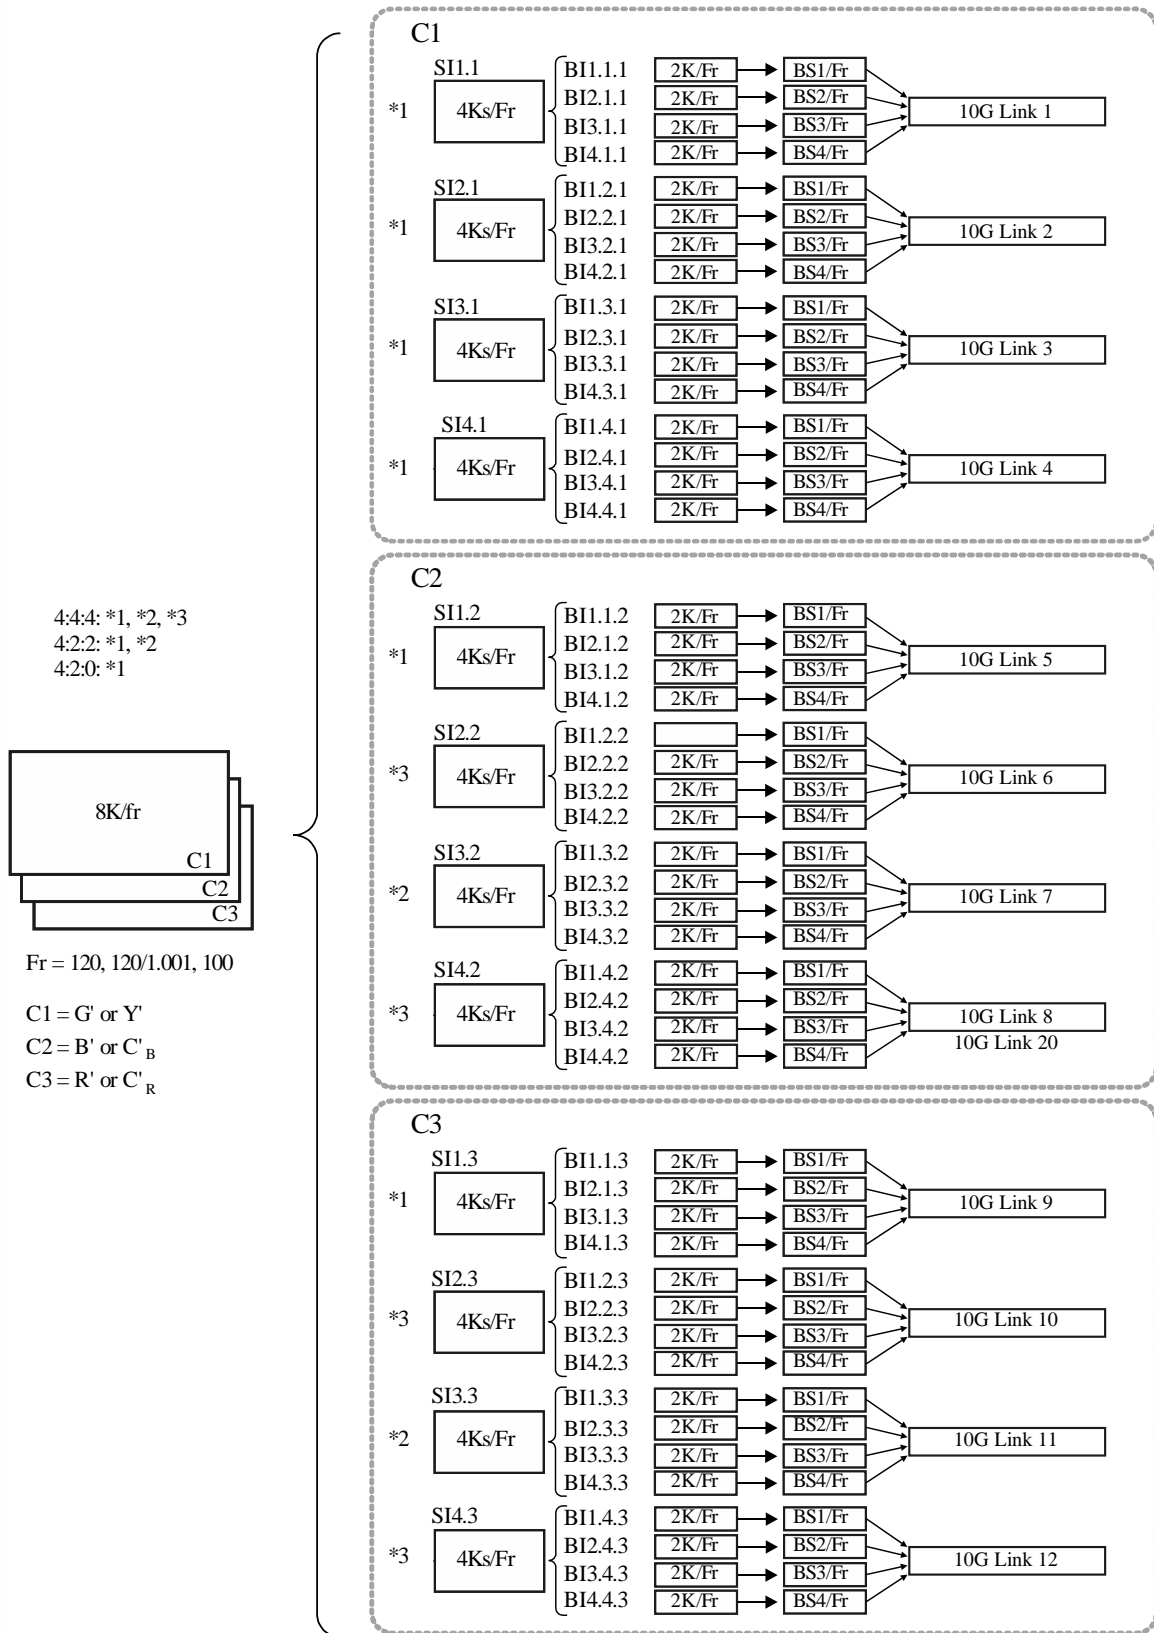 4:4:4: *1, *2, *3
4:2:2: *1, *2
4:2:0: *1
8K/fr
C1
C2
C3
Fr = 120, 120/1.001, 100
C1 = G' or Y'
C2 = B' or C'B
C3 = R' or C'R
C1
SI1.1
*1
4Ks/Fr
BI1.1.1 2K/Fr BS1/Fr
BI2.1.1 2K/Fr BS2/Fr
BI3.1.1 2K/Fr BS3/Fr
BI4.1.1 2K/Fr BS4/Fr
10G Link 1
SI2.1
*1
4Ks/Fr
BI1.2.1 2K/Fr BS1/Fr
BI2.2.1 2K/Fr BS2/Fr
BI3.2.1 2K/Fr BS3/Fr
BI4.2.1 2K/Fr BS4/Fr
10G Link 2
SI3.1
*1
4Ks/Fr
BI1.3.1 2K/Fr BS1/Fr
BI2.3.1 2K/Fr BS2/Fr
BI3.3.1 2K/Fr BS3/Fr
BI4.3.1 2K/Fr BS4/Fr
10G Link 3
SI4.1
*1
4Ks/Fr
BI1.4.1 2K/Fr BS1/Fr
BI2.4.1 2K/Fr BS2/Fr
BI3.4.1 2K/Fr BS3/Fr
BI4.4.1 2K/Fr BS4/Fr
10G Link 4
C2
SI1.2
*1
4Ks/Fr
BI1.1.2 2K/Fr BS1/Fr
BI2.1.2 2K/Fr BS2/Fr
BI3.1.2 2K/Fr BS3/Fr
BI4.1.2 2K/Fr BS4/Fr
10G Link 5
SI2.2
*3
4Ks/Fr
BI1.2.2 BS1/Fr
BI2.2.2 2K/Fr BS2/Fr
BI3.2.2 2K/Fr BS3/Fr
BI4.2.2 2K/Fr BS4/Fr
10G Link 6
SI3.2
*2
4Ks/Fr
BI1.3.2 2K/Fr BS1/Fr
BI2.3.2 2K/Fr BS2/Fr
BI3.3.2 2K/Fr BS3/Fr
BI4.3.2 2K/Fr BS4/Fr
10G Link 7
SI4.2
*3
4Ks/Fr
BI1.4.2 2K/Fr BS1/Fr
BI2.4.2 2K/Fr BS2/Fr
BI3.4.2 2K/Fr BS3/Fr
BI4.4.2 2K/Fr BS4/Fr
10G Link 8
10G Link 20
C3
SI1.3
*1
4Ks/Fr
BI1.1.3 2K/Fr BS1/Fr
BI2.1.3 2K/Fr BS2/Fr
BI3.1.3 2K/Fr BS3/Fr
BI4.1.3 2K/Fr BS4/Fr
10G Link 9
SI2.3
*3
4Ks/Fr
BI1.2.3 2K/Fr BS1/Fr
BI2.2.3 2K/Fr BS2/Fr
BI3.2.3 2K/Fr BS3/Fr
BI4.2.3 2K/Fr BS4/Fr
10G Link 10
SI3.3
*2
4Ks/Fr
BI1.3.3 2K/Fr BS1/Fr
BI2.3.3 2K/Fr BS2/Fr
BI3.3.3 2K/Fr BS3/Fr
BI4.3.3 2K/Fr BS4/Fr
10G Link 11
SI4.3
*3
4Ks/Fr
BI1.4.3 2K/Fr BS1/Fr
BI2.4.3 2K/Fr BS2/Fr
BI3.4.3 2K/Fr BS3/Fr
BI4.4.3 2K/Fr BS4/Fr
10G Link 12